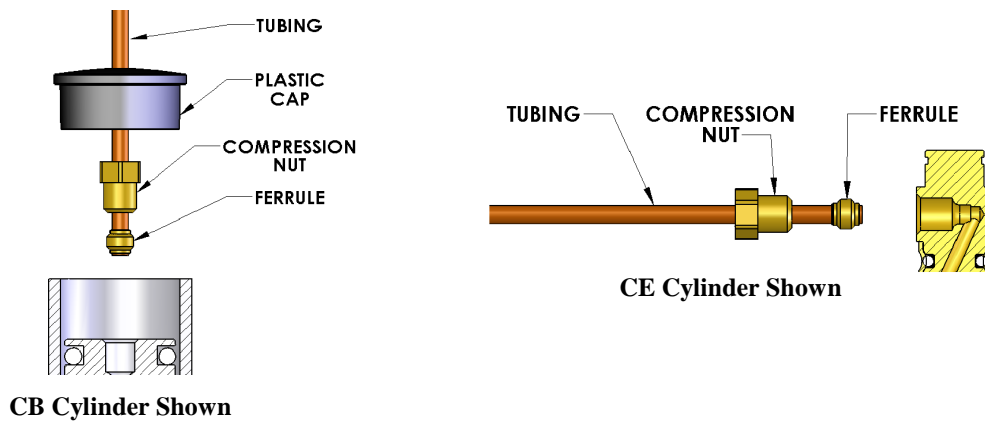 TUBING
PLASTIC
CAP
COMPRESSION
NUT
FERRULE
CB Cylinder Shown
TUBING
COMPRESSION
NUT
FERRULE
CE Cylinder Shown